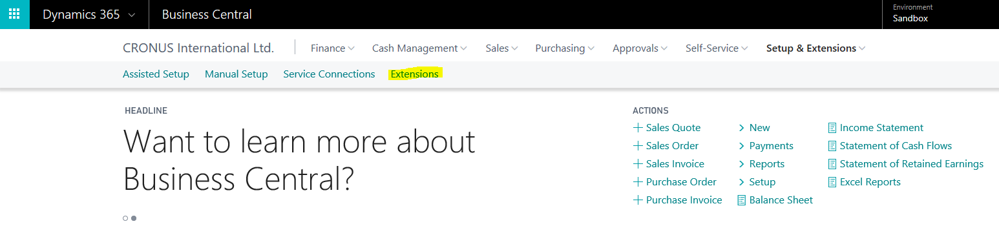 Dynamics 365 Business Central Environment
Sandbox
CRONUS International Ltd. Finance Cash Management Sales Purchasing Approvals Self-Service Setup & Extensions
Assisted Setup Manual Setup Service Connections Extensions
HEADLINE
Want to learn more about
Business Central?
ACTIONS
Sales Quote New Income Statement
Sales Order Payments Statement of Cash Flows
Sales Invoice Reports Statement of Retained Earnings
Purchase Order Setup Excel Reports
Purchase Invoice Balance Sheet